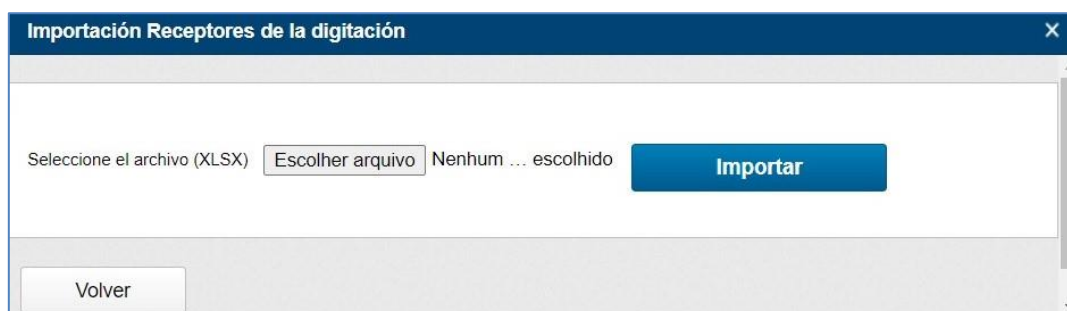 Importación Receptores de la digitación ×
Seleccione el archivo (XLSX) Escolher arquivo Nenhum … escolhido Importar
Volver